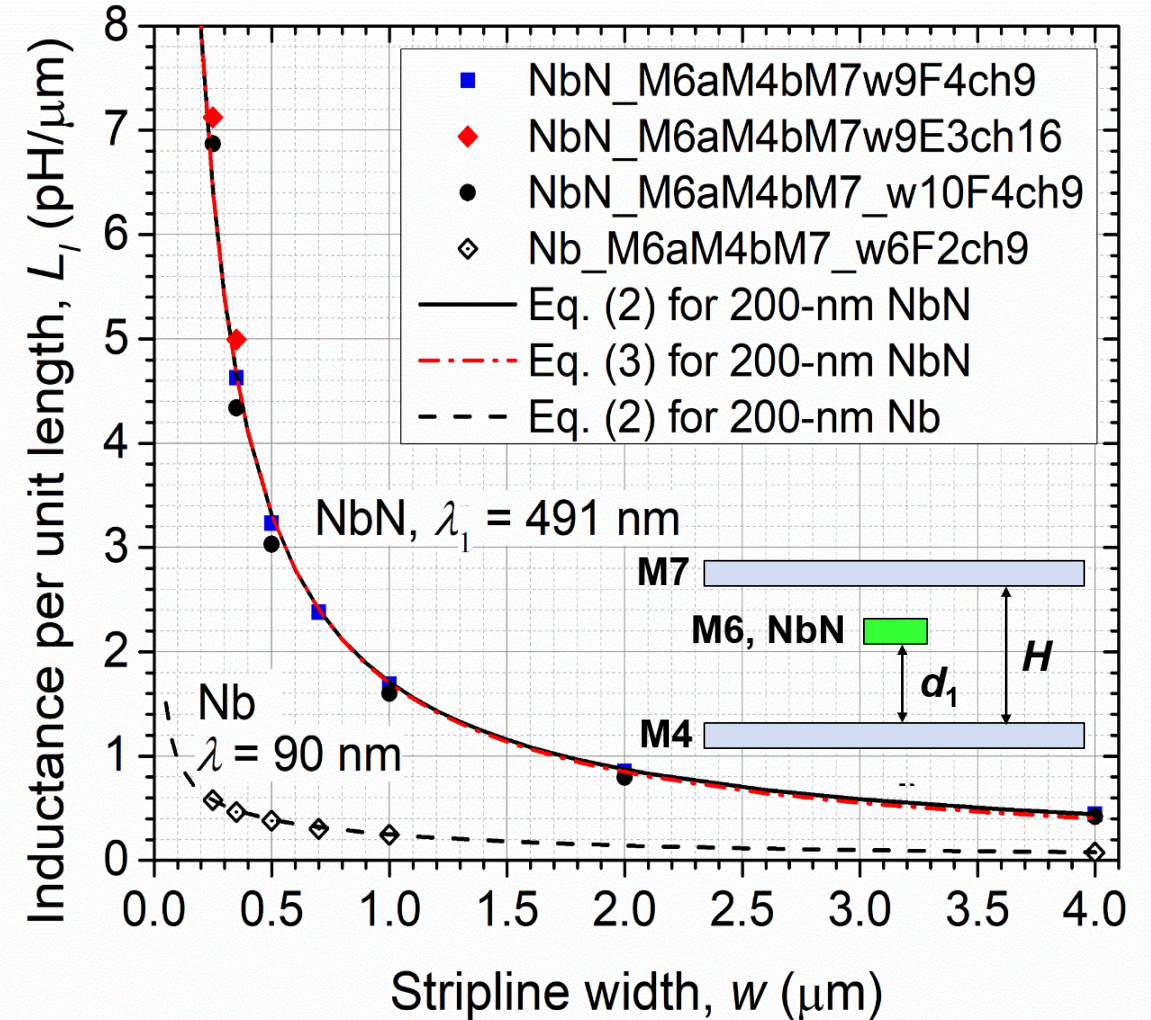 Inductance per unit length, Lₗ (pH/μm)
8
7
6
5
4
3
2
1
0
NbN_M6aM4bM7w9F4ch9
NbN_M6aM4bM7w9E3ch16
NbN_M6aM4bM7_w10F4ch9
Nb_M6aM4bM7_w6F2ch9
Eq. (2) for 200-nm NbN
Eq. (3) for 200-nm NbN
Eq. (2) for 200-nm Nb
NbN, λ₁ = 491 nm
M7
M6, NbN
H
d₁
M4
Nb
λ = 90 nm
0.0 0.5 1.0 1.5 2.0 2.5 3.0 3.5 4.0
Stripline width, w (μm)